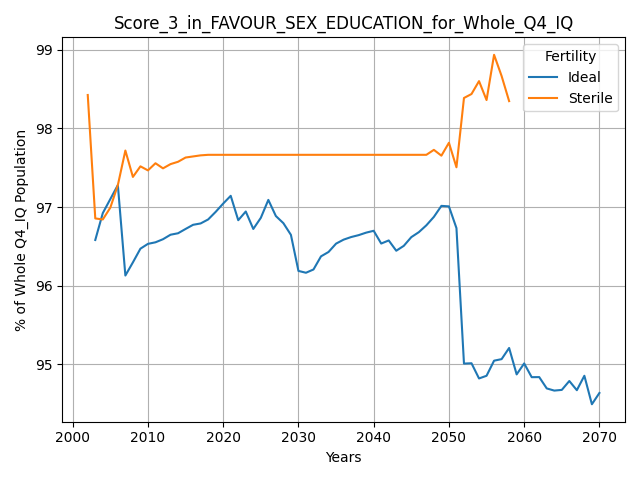 Score_3_in_FAVOUR_SEX_EDUCATION_for_Whole_Q4_IQ
% of Whole Q4_IQ Population
99
98
97
96
95
Fertility
Ideal
Sterile
2000 2010 2020 2030 2040 2050 2060 2070
Years